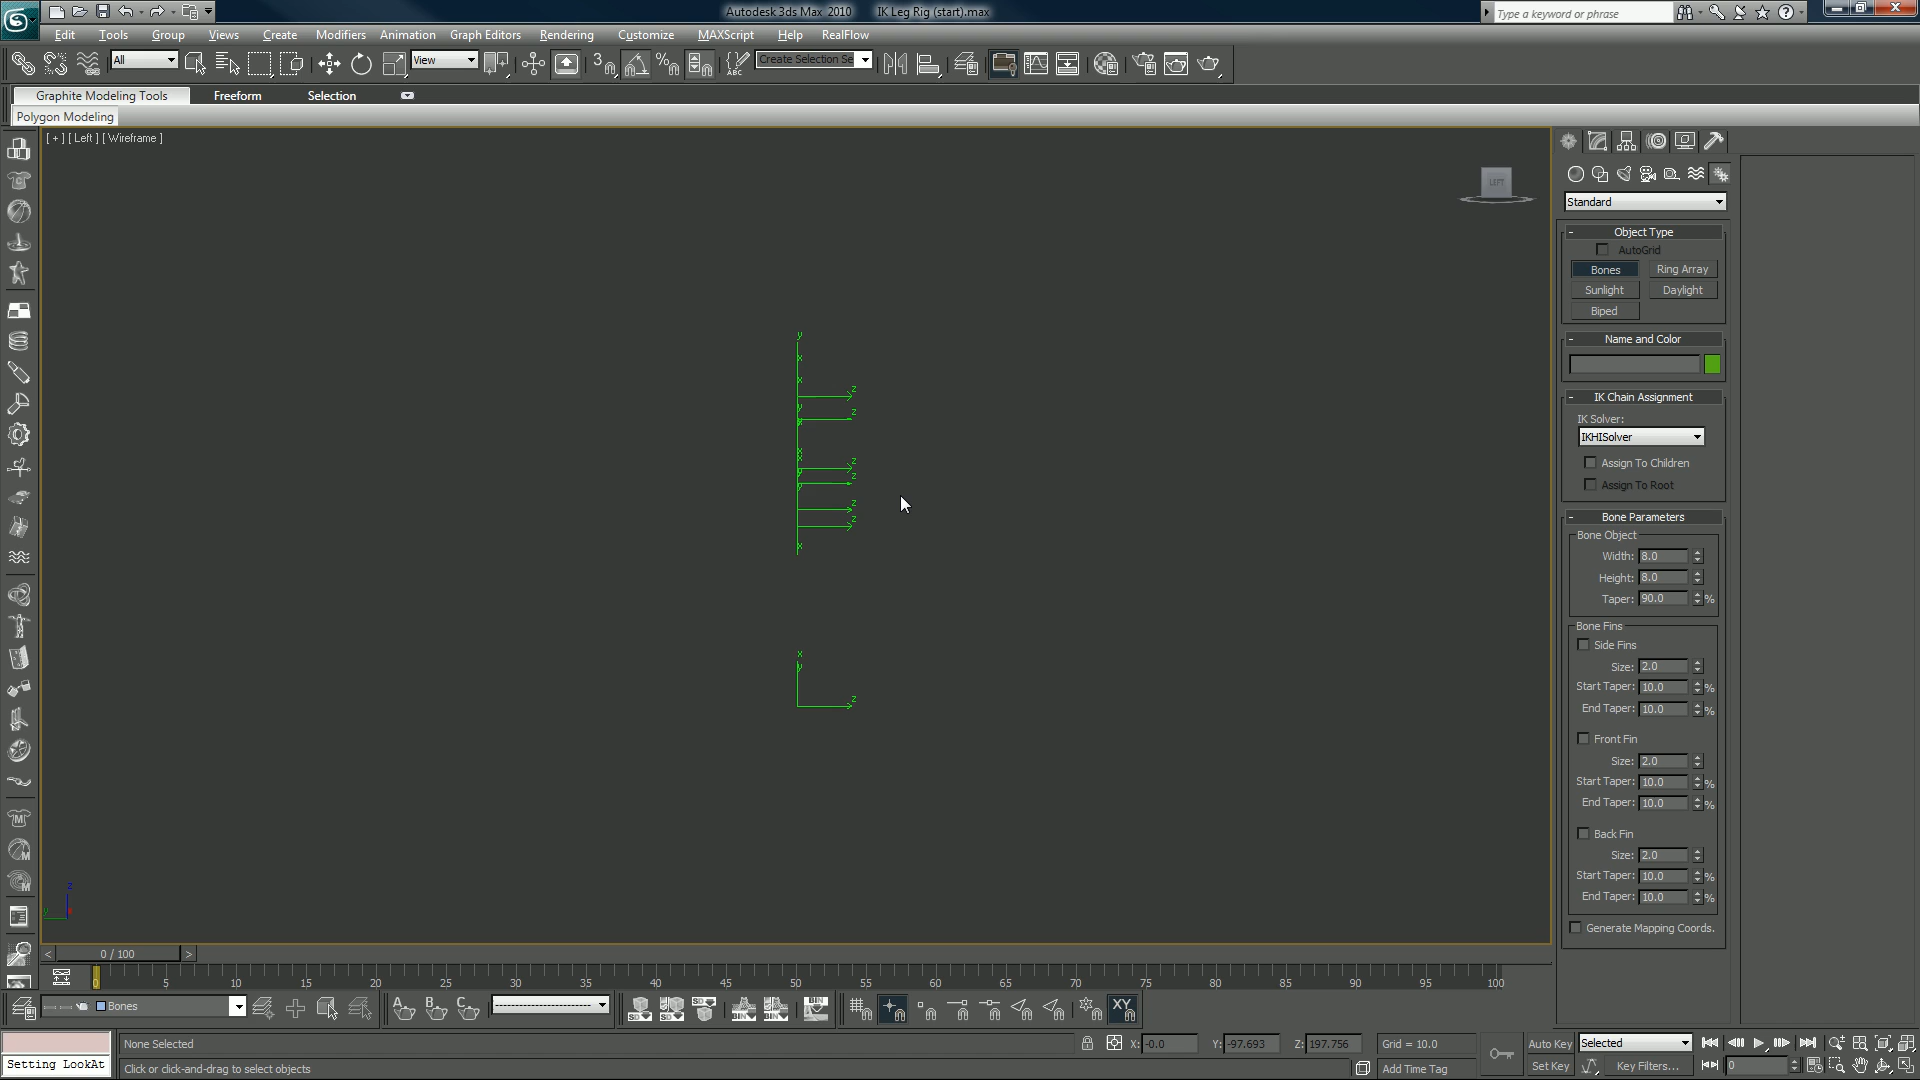 Autodesk 3ds Max 2010    IK Leg Rig (start).max
Type a keyword or phrase
Edit Tools Group Views Create Modifiers Animation Graph Editors Rendering Customize MAXScript Help RealFlow
All
View
3
%
ABC
Create Selection Se
Graphite Modeling Tools Freeform Selection
Polygon Modeling
[ + ] [ Left ] [ Wireframe ]
LEFT
Standard
- Object Type
AutoGrid
Bones Ring Array
Sunlight Daylight
Biped
- Name and Color
- IK Chain Assignment
IK Solver:
IKHISolver
Assign To Children
Assign To Root
- Bone Parameters
Bone Object
Width: 8.0
Height: 8.0
Taper: 90.0 %
Bone Fins
Side Fins
Size: 2.0
Start Taper: 10.0 %
End Taper: 10.0 %
Front Fin
Size: 2.0
Start Taper: 10.0 %
End Taper: 10.0 %
Back Fin
Size: 2.0
Start Taper: 10.0 %
End Taper: 10.0 %
Generate Mapping Coords.
y
x
x
z
z
z
z
z
z
x
x
y
z
z
y
< 0 / 100 >
0 5 10 15 20 25 30 35 40 45 50 55 60 65 70 75 80 85 90 95 100
Bones
A B C
XY
None Selected
X: -0.0 Y: -97.693 Z: 197.756
Grid = 10.0
Auto Key Selected
Setting LookAt
Click or click-and-drag to select objects
Add Time Tag
Set Key Key Filters...
0